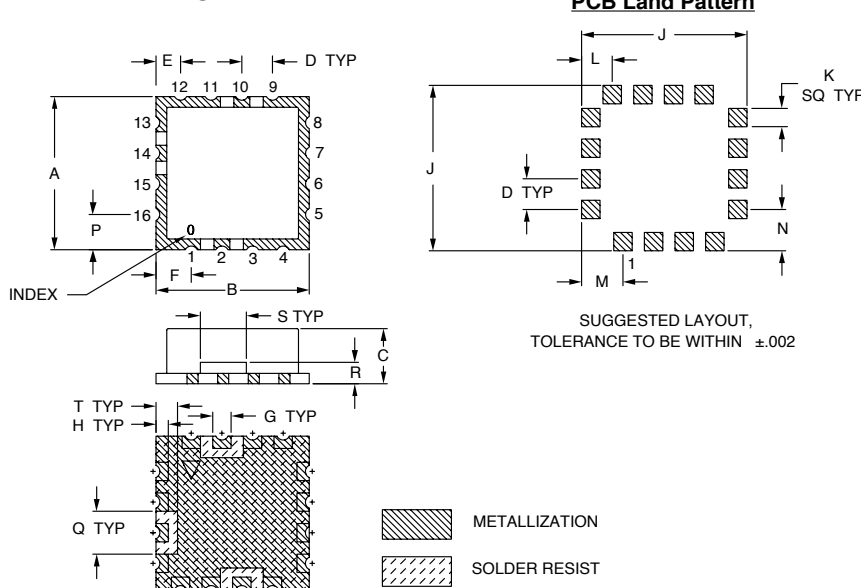 PCB Land Pattern
E
D TYP
12 11 10 9
13
14
15
16
8
7
6
5
A
P
0
1 2 3 4
F
B
INDEX
J
L
K
SQ TYP
J
D TYP
N
M
1
SUGGESTED LAYOUT,
TOLERANCE TO BE WITHIN ±.002
S TYP
C
R
T TYP
H TYP
G TYP
Q TYP
METALLIZATION
SOLDER RESIST